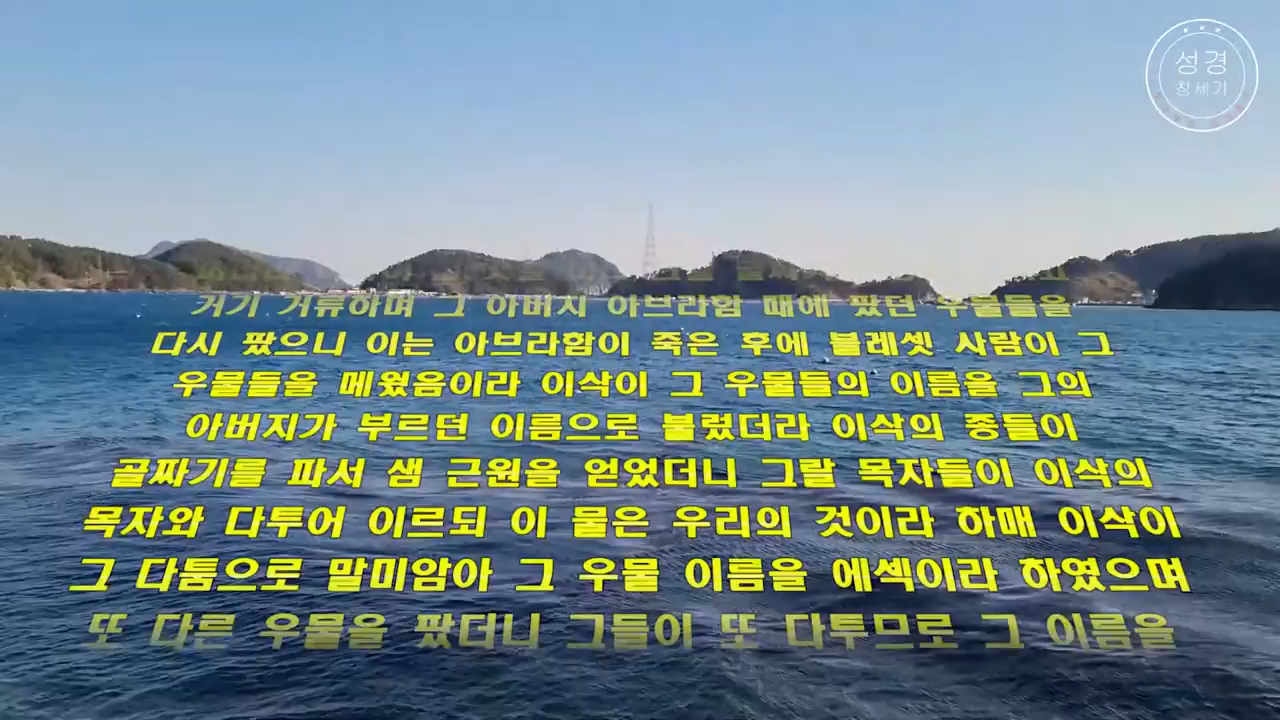 성경
창세기
거기 거류하며 그 아버지 아브라함 때에 팠던 우물들을
다시 팠으니 이는 아브라함이 죽은 후에 블레셋 사람이 그
우물들을 메웠음이라 이삭이 그 우물들의 이름을 그의
아버지가 부르던 이름으로 불렀더라 이삭의 종들이
골짜기를 파서 샘 근원을 얻었더니 그랄 목자들이 이삭의
목자와 다투어 이르되 이 물은 우리의 것이라 하매 이삭이
그 다툼으로 말미암아 그 우물 이름을 에섹이라 하였으며
또 다른 우물을 팠더니 그들이 또 다투므로 그 이름을